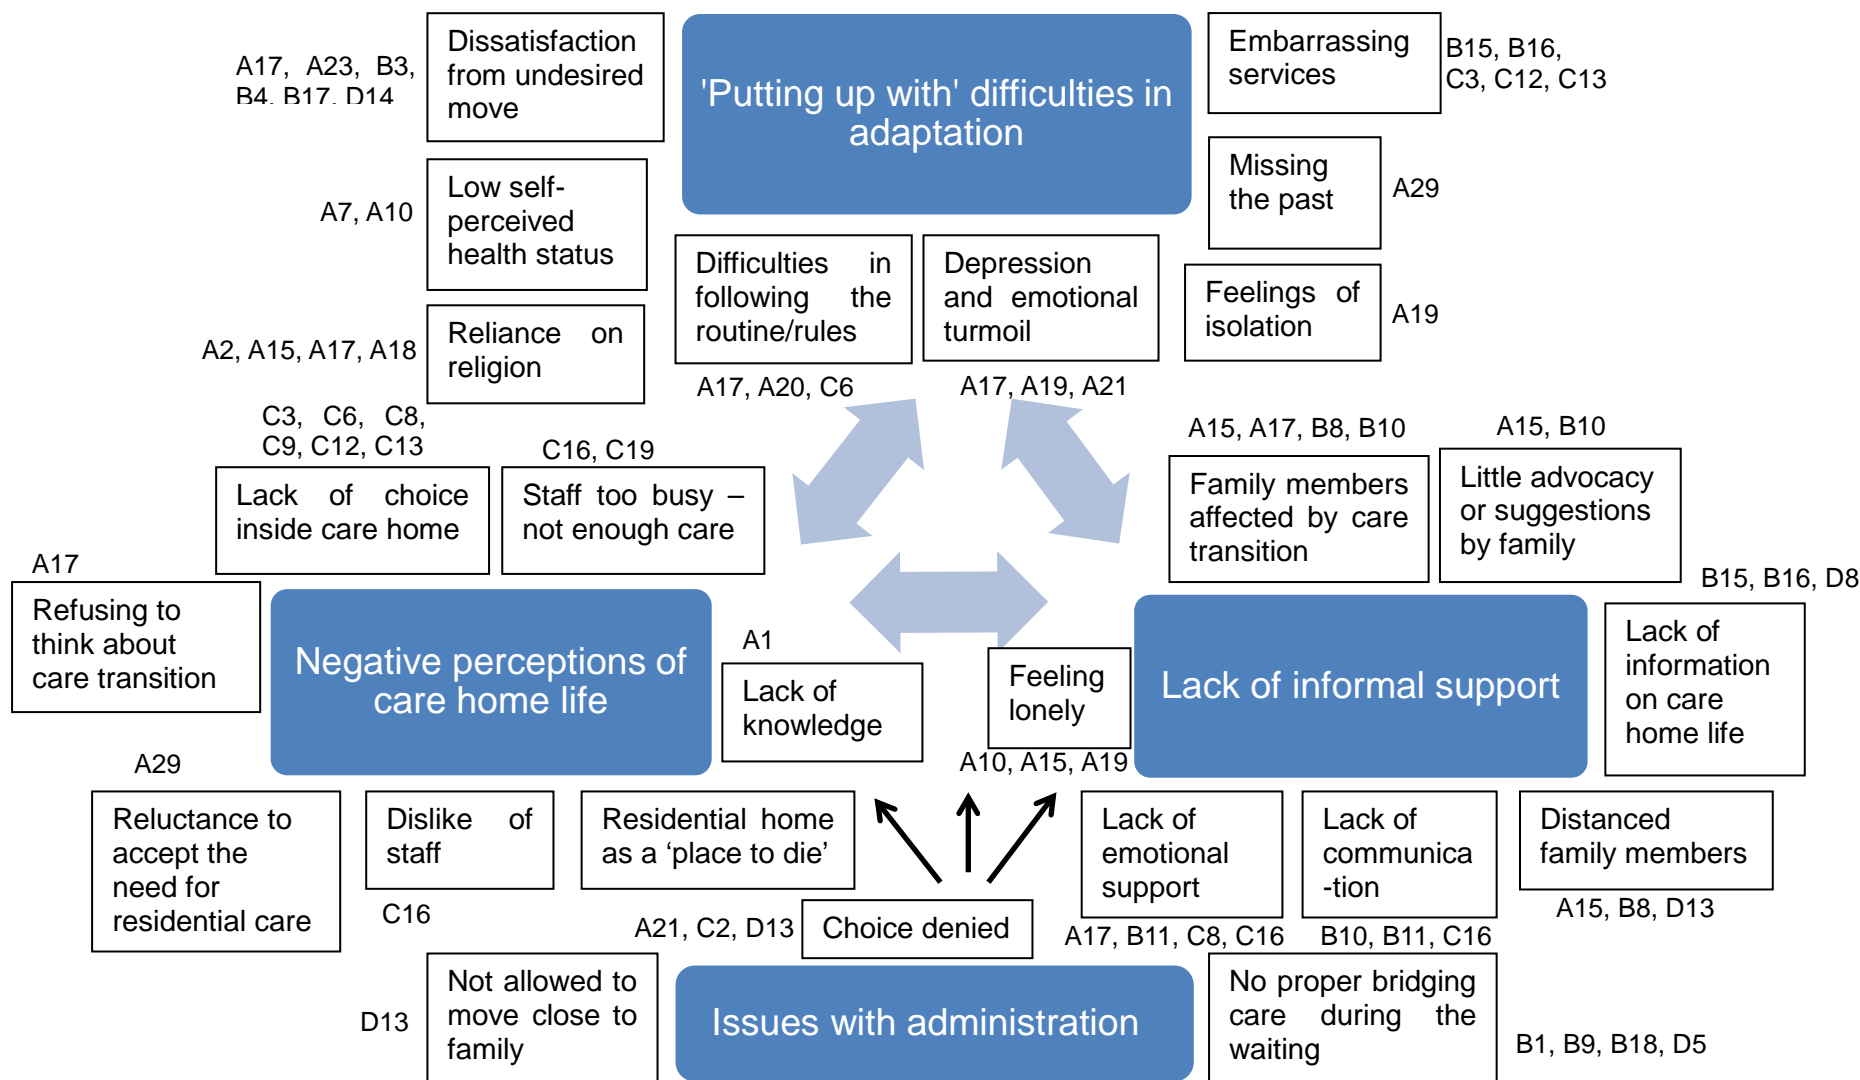 Dissatisfaction
from undesired
move
A17, A23, B3,
B4, B17, D14
'Putting up with' difficulties in
adaptation
Embarrassing
services
B15, B16,
C3, C12, C13
Low self-
perceived
health status
A7, A10
Missing
the past
A29
Reliance on
religion
A2, A15, A17, A18
Difficulties in
following the
routine/rules
A17, A20, C6
Depression
and emotional
turmoil
A17, A19, A21
Feelings of
isolation
A19
C3, C6, C8,
C9, C12, C13
Lack of choice
inside care home
C16, C19
Staff too busy –
not enough care
A15, A17, B8, B10
Family members
affected by care
transition
A15, B10
Little advocacy
or suggestions
by family
A17
Refusing to
think about
care transition
Negative perceptions of
care home life
A1
Lack of
knowledge
Feeling
lonely
A10, A15, A19
Lack of informal support
B15, B16, D8
Lack of
information
on care
home life
A29
Reluctance to
accept the
need for
residential care
Dislike of
staff
C16
Residential home
as a ‘place to die’
Lack of
emotional
support
A17, B11, C8, C16
Lack of
communica
-tion
B10, B11, C16
Distanced
family members
A15, B8, D13
A21, C2, D13
Choice denied
D13
Not allowed to
move close to
family
Issues with administration
No proper bridging
care during the
waiting
B1, B9, B18, D5